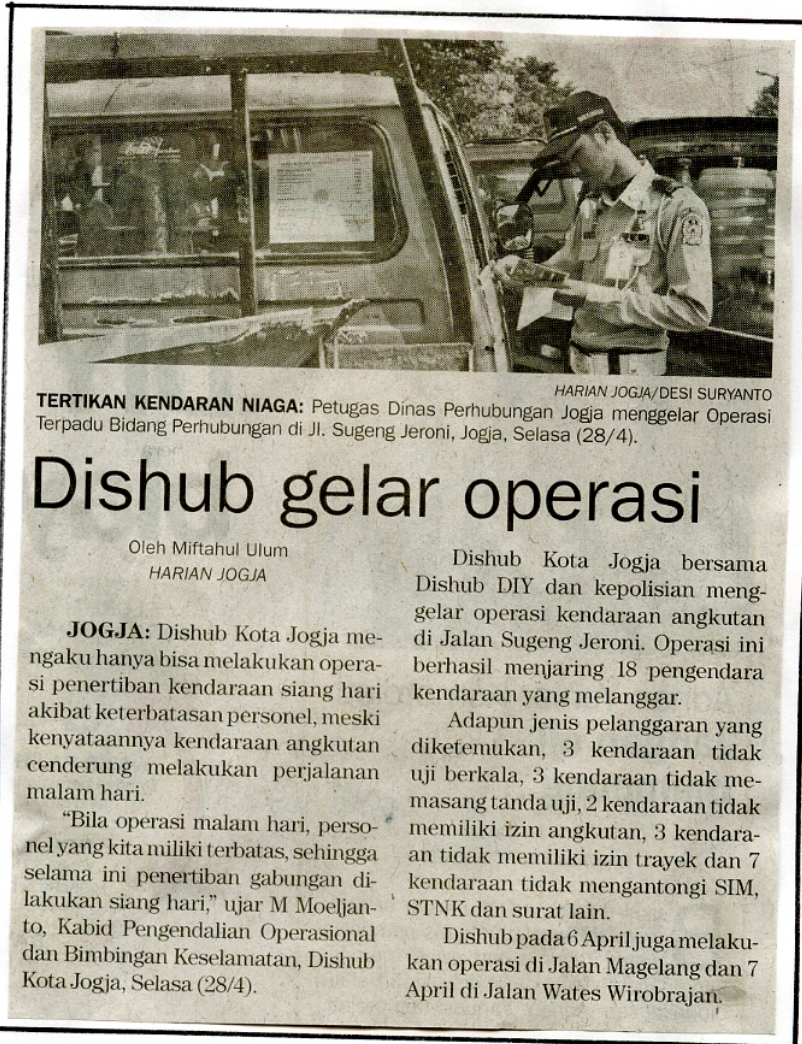 HARIAN JOGJA/DESI SURYANTO
TERTIKAN KENDARAN NIAGA: Petugas Dinas Perhubungan Jogja menggelar Operasi
Terpadu Bidang Perhubungan di Jl. Sugeng Jeroni, Jogja, Selasa (28/4).
Dishub gelar operasi
Oleh Miftahul Ulum
HARIAN JOGJA
JOGJA: Dishub Kota Jogja me-
ngaku hanya bisa melakukan opera-
si penertiban kendaraan siang hari
akibat keterbatasan personel, meski
kenyataannya kendaraan angkutan
cenderung melakukan perjalanan
malam hari.
“Bila operasi malam hari, perso-
nel yang kita miliki terbatas, sehingga
selama ini penertiban gabungan di-
lakukan siang hari,” ujar M Moeljan-
to, Kabid Pengendalian Operasional
dan Bimbingan Keselamatan, Dishub
Kota Jogja, Selasa (28/4).
Dishub Kota Jogja bersama
Dishub DIY dan kepolisian meng-
gelar operasi kendaraan angkutan
di Jalan Sugeng Jeroni. Operasi ini
berhasil menjaring 18 pengendara
kendaraan yang melanggar.
Adapun jenis pelanggaran yang
diketemukan, 3 kendaraan tidak
uji berkala, 3 kendaraan tidak me-
masang tanda uji, 2 kendaraan tidak
memiliki izin angkutan, 3 kendara-
an tidak memiliki izin trayek dan 7
kendaraan tidak mengantongi SIM,
STNK dan surat lain.
Dishub pada 6 April juga melaku-
kan operasi di Jalan Magelang dan 7
April di Jalan Wates Wirobrajan.